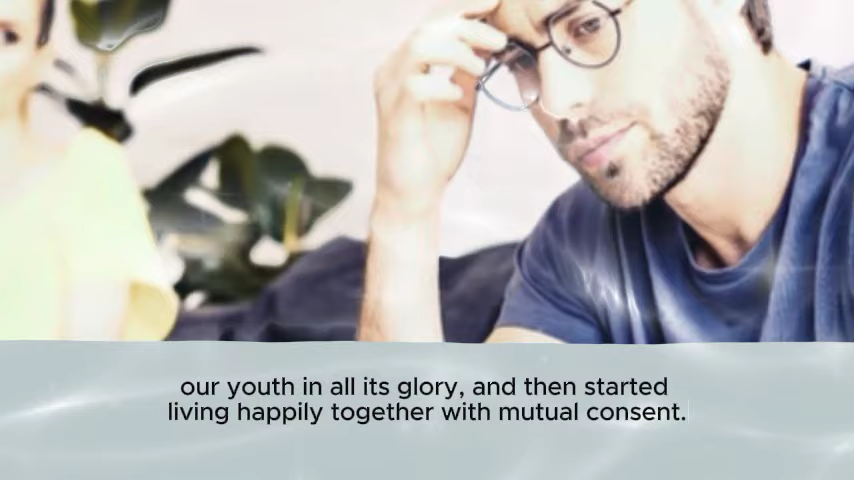 our youth in all its glory, and then started
living happily together with mutual consent.